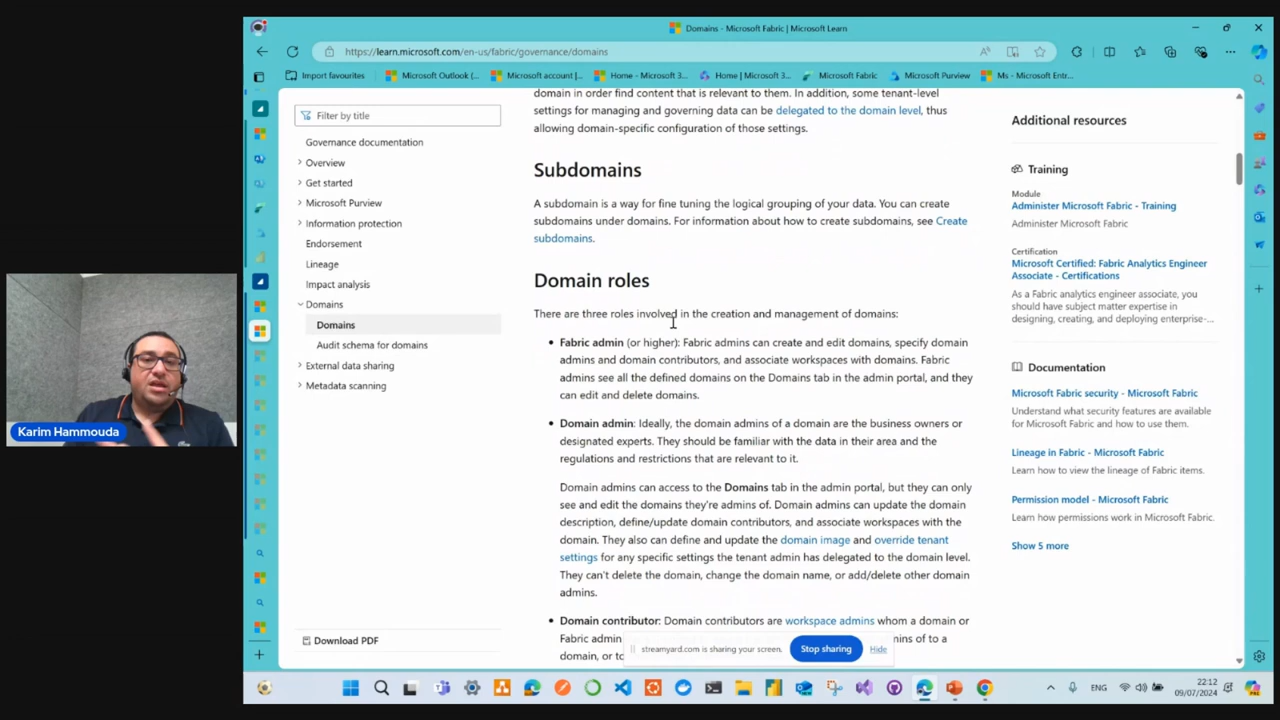 Domains - Microsoft Fabric | Microsoft Learn
https://learn.microsoft.com/en-us/fabric/governance/domains
Import favourites
Microsoft Outlook (...
Microsoft account |...
Home - Microsoft 3...
Home | Microsoft 3...
Microsoft Fabric
Microsoft Purview
Ms - Microsoft Entr...
Filter by title
Governance documentation
Overview
Get started
Microsoft Purview
Information protection
Endorsement
Lineage
Impact analysis
Domains
Domains
Audit schema for domains
External data sharing
Metadata scanning
Download PDF
domain in order find content that is relevant to them. In addition, some tenant-level
settings for managing and governing data can be delegated to the domain level, thus
allowing domain-specific configuration of those settings.
Subdomains
A subdomain is a way for fine tuning the logical grouping of your data. You can create
subdomains under domains. For information about how to create subdomains, see Create
subdomains.
Domain roles
There are three roles involved in the creation and management of domains:
Fabric admin (or higher): Fabric admins can create and edit domains, specify domain
admins and domain contributors, and associate workspaces with domains. Fabric
admins see all the defined domains on the Domains tab in the admin portal, and they
can edit and delete domains.
Domain admin: Ideally, the domain admins of a domain are the business owners or
designated experts. They should be familiar with the data in their area and the
regulations and restrictions that are relevant to it.
Domain admins can access to the Domains tab in the admin portal, but they can only
see and edit the domains they're admins of. Domain admins can update the domain
description, define/update domain contributors, and associate workspaces with the
domain. They also can define and update the domain image and override tenant
settings for any specific settings the tenant admin has delegated to the domain level.
They can't delete the domain, change the domain name, or add/delete other domain
admins.
Domain contributor: Domain contributors are workspace admins whom a domain or
Fabric admin
mins of to a
domain, or to
streamyard.com is sharing your screen.
Stop sharing
Hide
Additional resources
Training
Module
Administer Microsoft Fabric - Training
Administer Microsoft Fabric
Certification
Microsoft Certified: Fabric Analytics Engineer
Associate - Certifications
As a Fabric analytics engineer associate, you
should have subject matter expertise in
designing, creating, and deploying enterprise-...
Documentation
Microsoft Fabric security - Microsoft Fabric
Understand what security features are available
for Microsoft Fabric and how to use them.
Lineage in Fabric - Microsoft Fabric
Learn how to view the lineage of Fabric items.
Permission model - Microsoft Fabric
Learn how permissions work in Microsoft Fabric.
Show 5 more
Karim Hammouda
ENG
22:12
09/07/2024